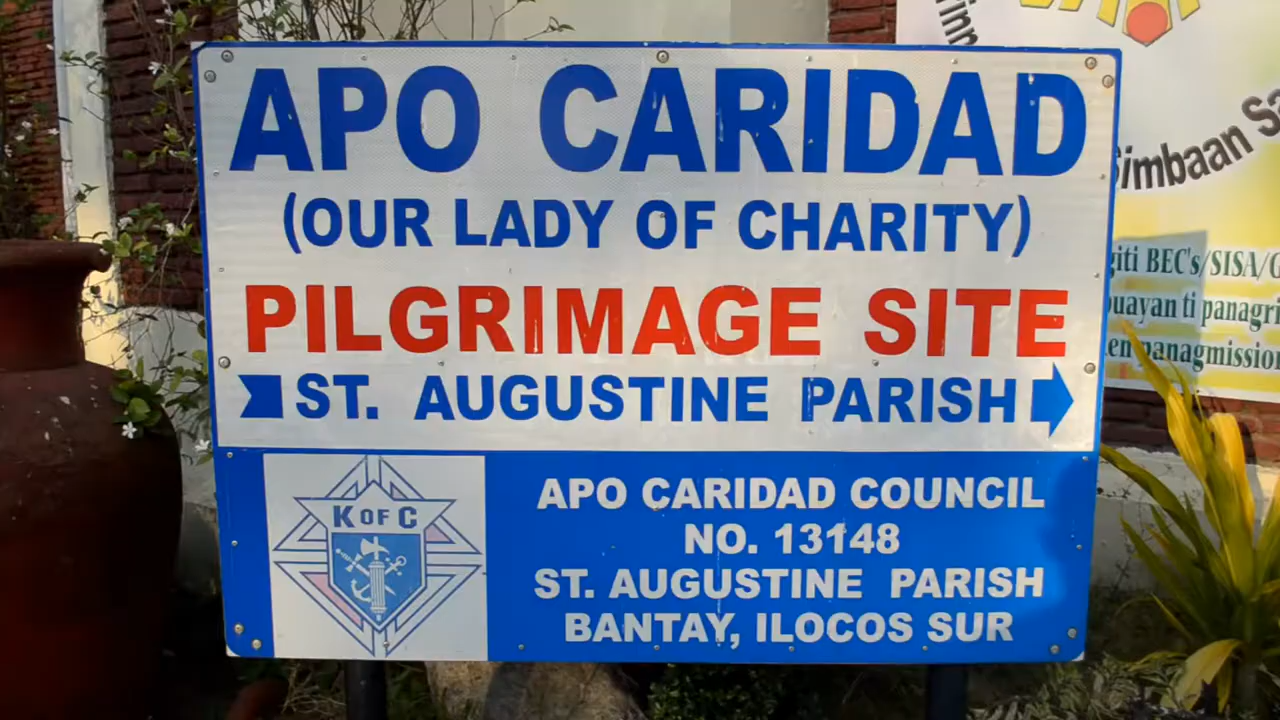 APO CARIDAD
(OUR LADY OF CHARITY)
PILGRIMAGE SITE
ST. AUGUSTINE PARISH
K OF C
APO CARIDAD COUNCIL
NO. 13148
ST. AUGUSTINE PARISH
BANTAY, ILOCOS SUR
Simbaan
BEC's/SISA/
ti panagri
panagmission